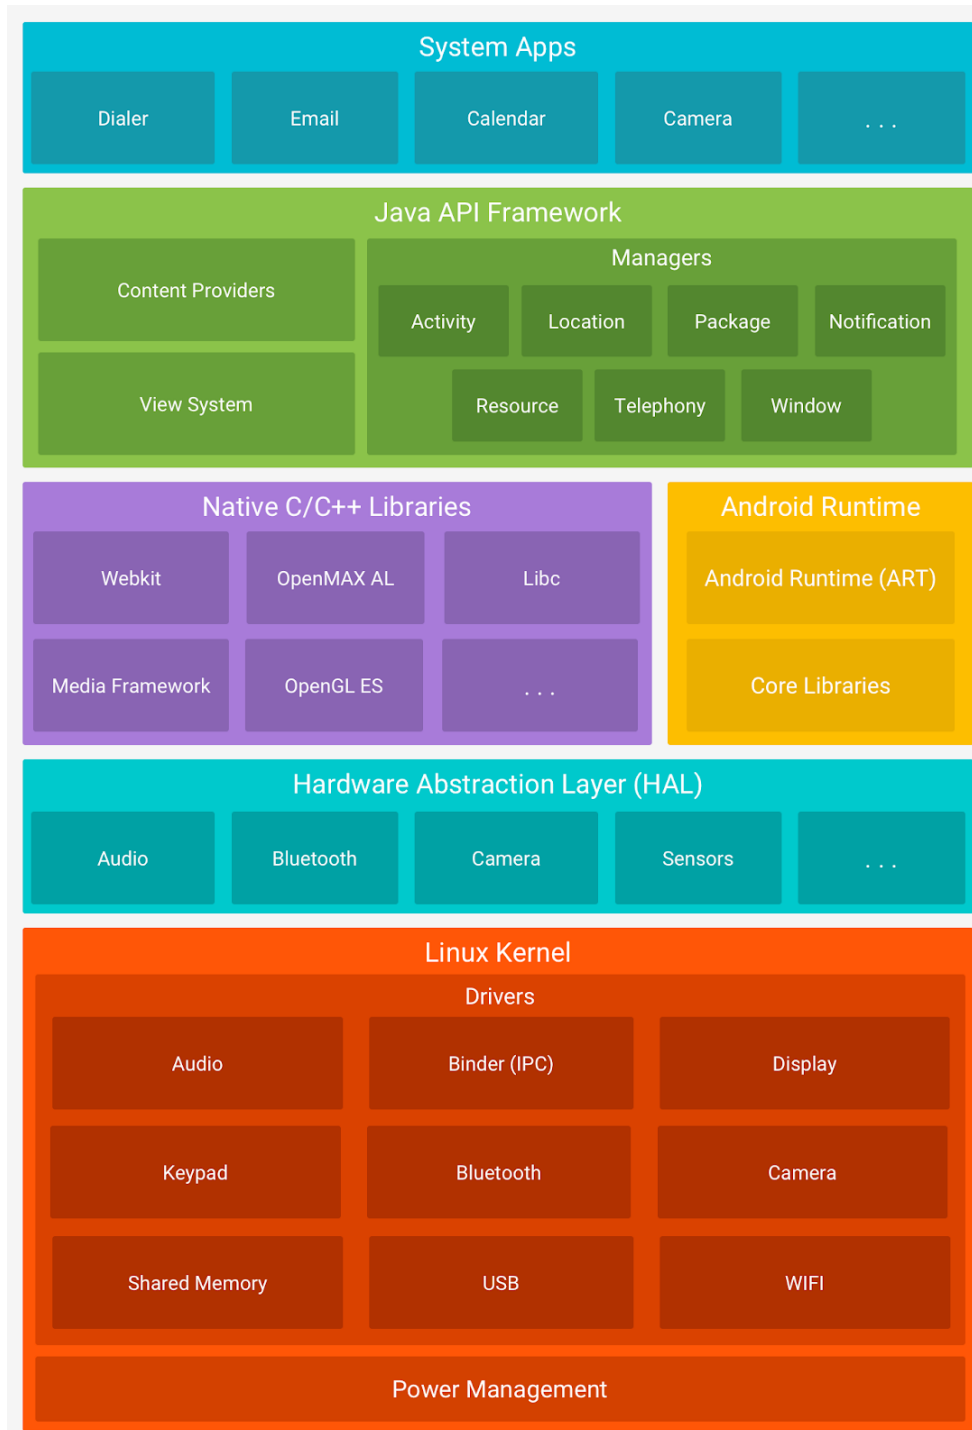 System Apps
Dialer
Email
Calendar
Camera
. . .
Java API Framework
Content Providers
View System
Managers
Activity
Location
Package
Notification
Resource
Telephony
Window
Native C/C++ Libraries
Webkit
OpenMAX AL
Libc
Media Framework
OpenGL ES
. . .
Android Runtime
Android Runtime (ART)
Core Libraries
Hardware Abstraction Layer (HAL)
Audio
Bluetooth
Camera
Sensors
. . .
Linux Kernel
Drivers
Audio
Binder (IPC)
Display
Keypad
Bluetooth
Camera
Shared Memory
USB
WIFI
Power Management